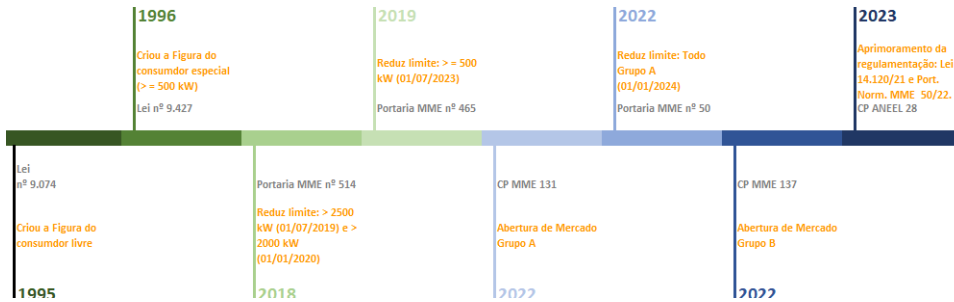 1996
Criou a Figura do
consumdor especial
(> = 500 kW)
Lei nº 9.427
2019
Reduz limite: > = 500
kW (01/07/2023)
Portaria MME nº 465
2022
Reduz limite: Todo
Grupo A
(01/01/2024)
Portaria MME nº 50
2023
Aprimoramento da
regulamentação: Lei
14.120/21 e Port.
Norm. MME 50/22.
CP ANEEL 28
Lei
nº 9.074
Criou a Figura do
consumdor livre
1995
Portaria MME nº 514
Reduz limite: > 2500
kW (01/07/2019) e >
2000 kW
(01/01/2020)
2018
CP MME 131
Abertura de Mercado
Grupo A
2022
CP MME 137
Abertura de Mercado
Grupo B
2022